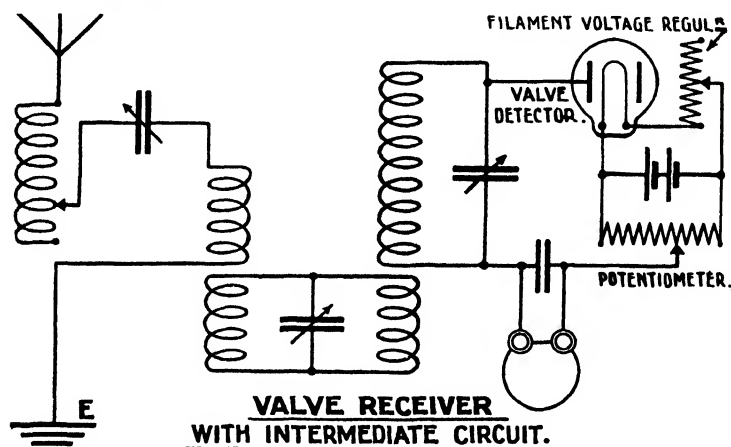 FILAMENT VOLTAGE REGULR
VALVE
DETECTOR.
POTENTIOMETER.
E
VALVE RECEIVER
WITH INTERMEDIATE CIRCUIT.